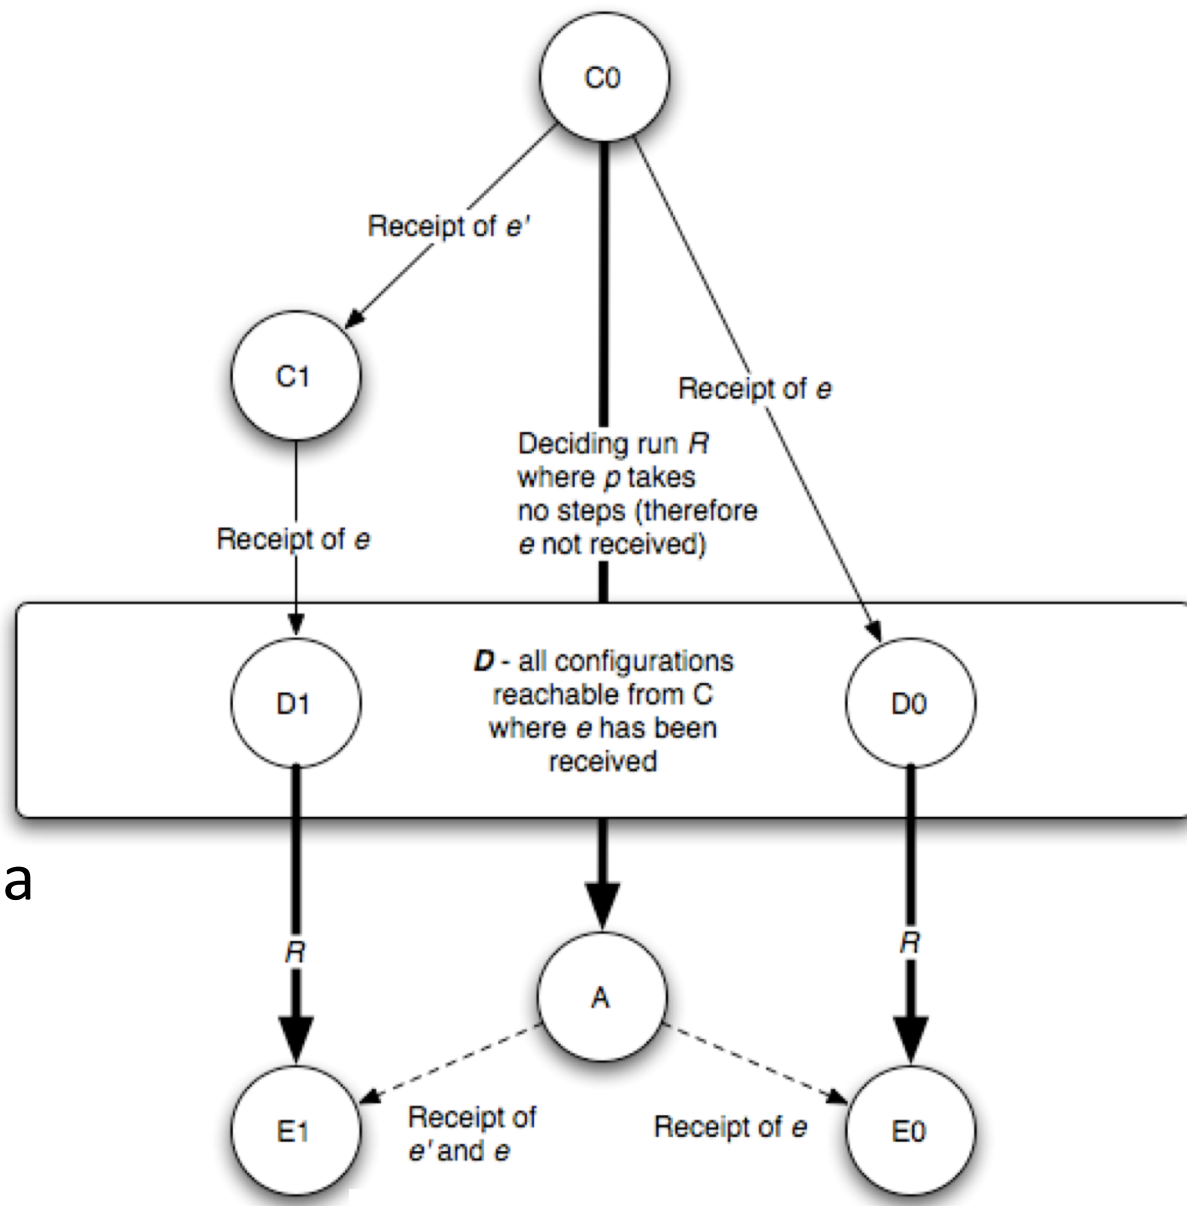 C0
Receipt of e'
C1
Receipt of e
Deciding run R
where p takes
no steps (therefore
e not received)
Receipt of e
D1
D - all configurations
reachable from C
where e has been
received
D0
a
R
R
A
E1
Receipt of
e' and e
Receipt of e
E0